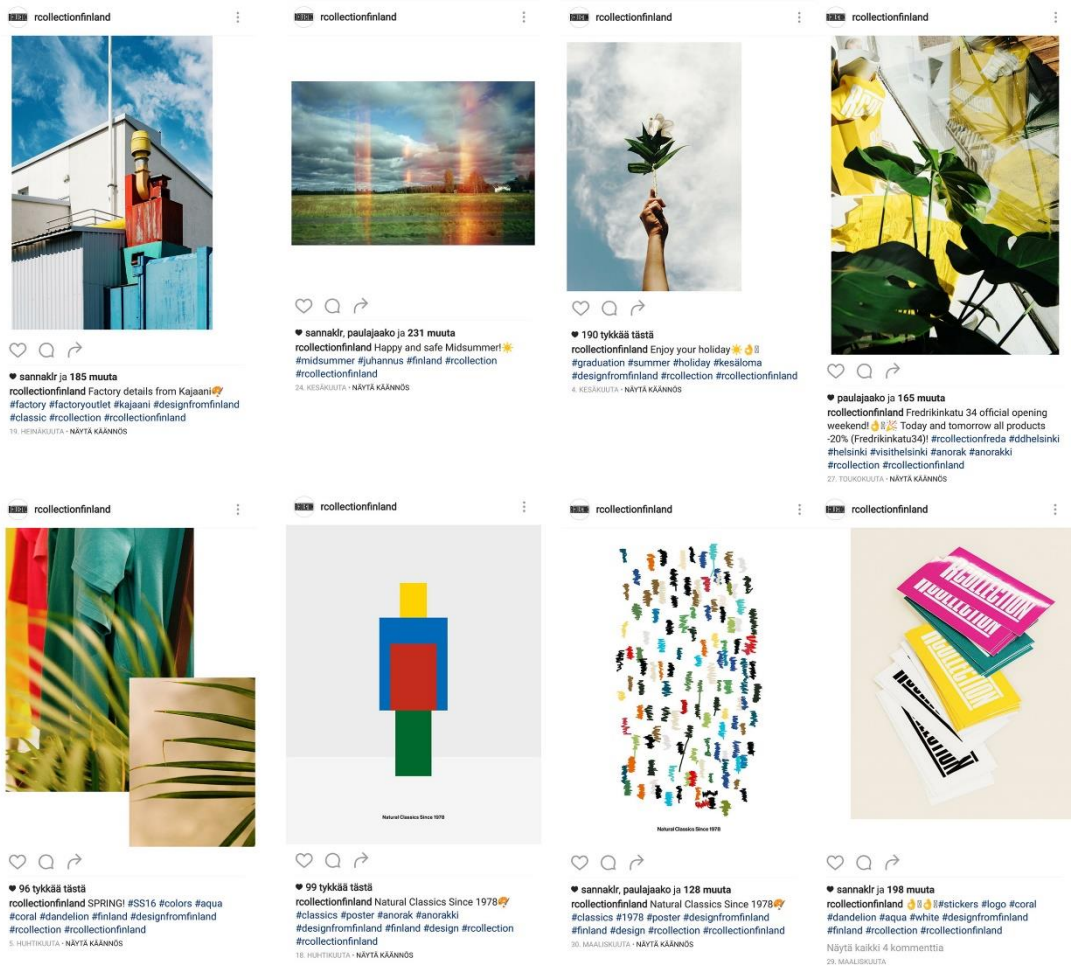 rcollectionfinland
sannaklr ja 185 muuta
rcollectionfinland Factory details from Kajaani
#factory #factoryoutlet #kajaani #designfromfinland
#classic #rcollection #rcollectionfinland
19. HEINÄKUUTA • NÄYTÄ KÄÄNNÖS
rcollectionfinland
sannaklr, paulajaako ja 231 muuta
rcollectionfinland Happy and safe Midsummer!☀
#midsummer #juhannus #finland #rcollection
#rcollectionfinland
24. KESÄKUUTA • NÄYTÄ KÄÄNNÖS
rcollectionfinland
190 tykkää tästä
rcollectionfinland Enjoy your holiday☀👌
#graduation #summer #holiday #kesäloma
#designfromfinland #rcollection #rcollectionfinland
4. KESÄKUUTA • NÄYTÄ KÄÄNNÖS
rcollectionfinland
paulajaako ja 165 muuta
rcollectionfinland Fredrikinkatu 34 official opening
weekend!👌🎉 Today and tomorrow all products
-20% (Fredrikinkatu34)! #rcollectionfreda #ddhelsinki
#helsinki #visithelsinki #anorak #anorakki
#rcollection #rcollectionfinland
27. TOUKOKUUTA • NÄYTÄ KÄÄNNÖS
rcollectionfinland
96 tykkää tästä
rcollectionfinland SPRING! #SS16 #colors #aqua
#coral #dandelion #finland #designfromfinland
#rcollection #rcollectionfinland
5. HUHTIKUUTA • NÄYTÄ KÄÄNNÖS
rcollectionfinland
Natural Classics Since 1978
99 tykkää tästä
rcollectionfinland Natural Classics Since 1978
#classics #poster #anorak #anorakki
#designfromfinland #finland #design #rcollection
#rcollectionfinland
18. HUHTIKUUTA • NÄYTÄ KÄÄNNÖS
rcollectionfinland
Natural Classics Since 1978
sannaklr, paulajaako ja 128 muuta
rcollectionfinland Natural Classics Since 1978
#classics #1978 #poster #designfromfinland
#finland #design #rcollection #rcollectionfinland
30. MAALISKUUTA • NÄYTÄ KÄÄNNÖS
rcollectionfinland
RCOLLECTION
RCOLLECTION
RCOLLECTION
sannaklr ja 198 muuta
rcollectionfinland 👌👌#stickers #logo #coral
#dandelion #aqua #white #designfromfinland
#finland #rcollection #rcollectionfinland
Näytä kaikki 4 kommenttia
29. MAALISKUUTA